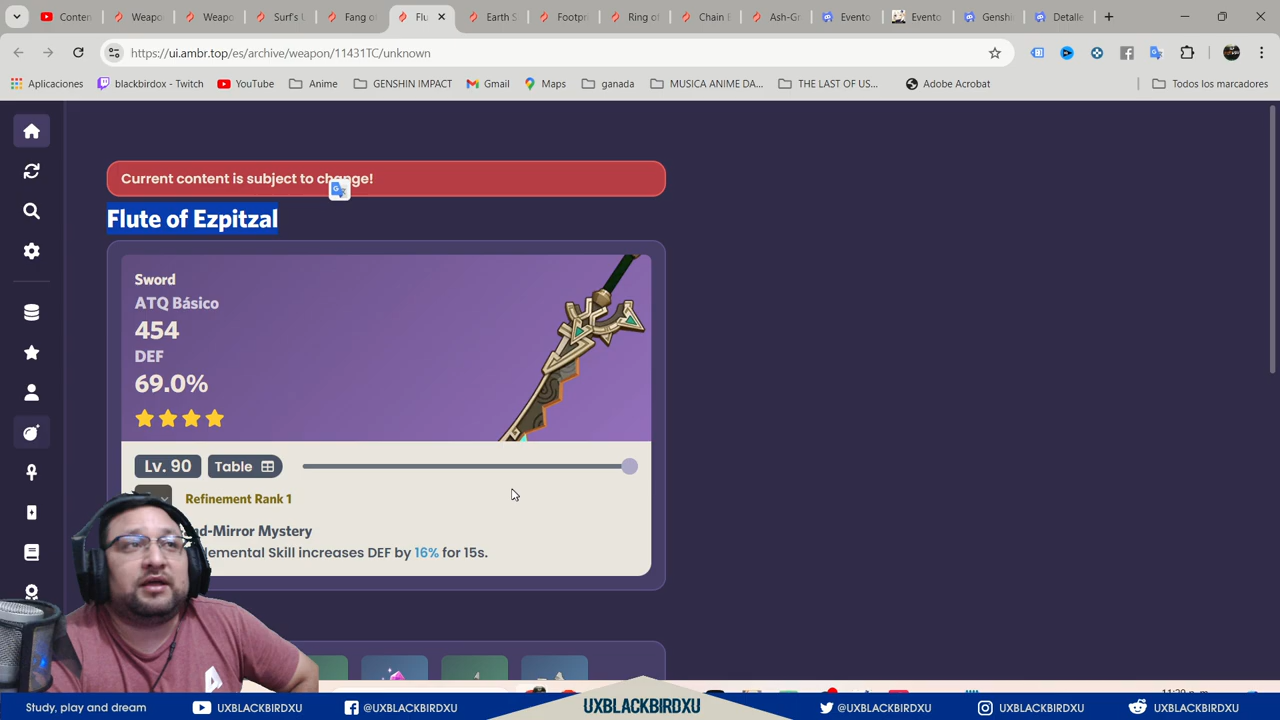 Conten
Weapo
Weapo
Surf's U
Fang o
Flu
Earth S
Footpr
Ring of
Chain
Ash-Gr
Evento
Evento
Genshi
Detalle
https://ui.ambr.top/es/archive/weapon/11431TC/unknown
Aplicaciones
blackbirdox - Twitch
YouTube
Anime
GENSHIN IMPACT
Gmail
Maps
ganada
MUSICA ANIME DA...
THE LAST OF US...
Adobe Acrobat
Todos los marcadores
Current content is subject to change!
Flute of Ezpitzal
Sword
ATQ Básico
454
DEF
69.0%
Lv. 90
Table
Refinement Rank 1
nd-Mirror Mystery
lemental Skill increases DEF by 16% for 15s.
Study, play and dream
UXBLACKBIRDXU
@UXBLACKBIRDXU
UXBLACKBIRDXU
@UXBLACKBIRDXU
UXBLACKBIRDXU
UXBLACKBIRDXU